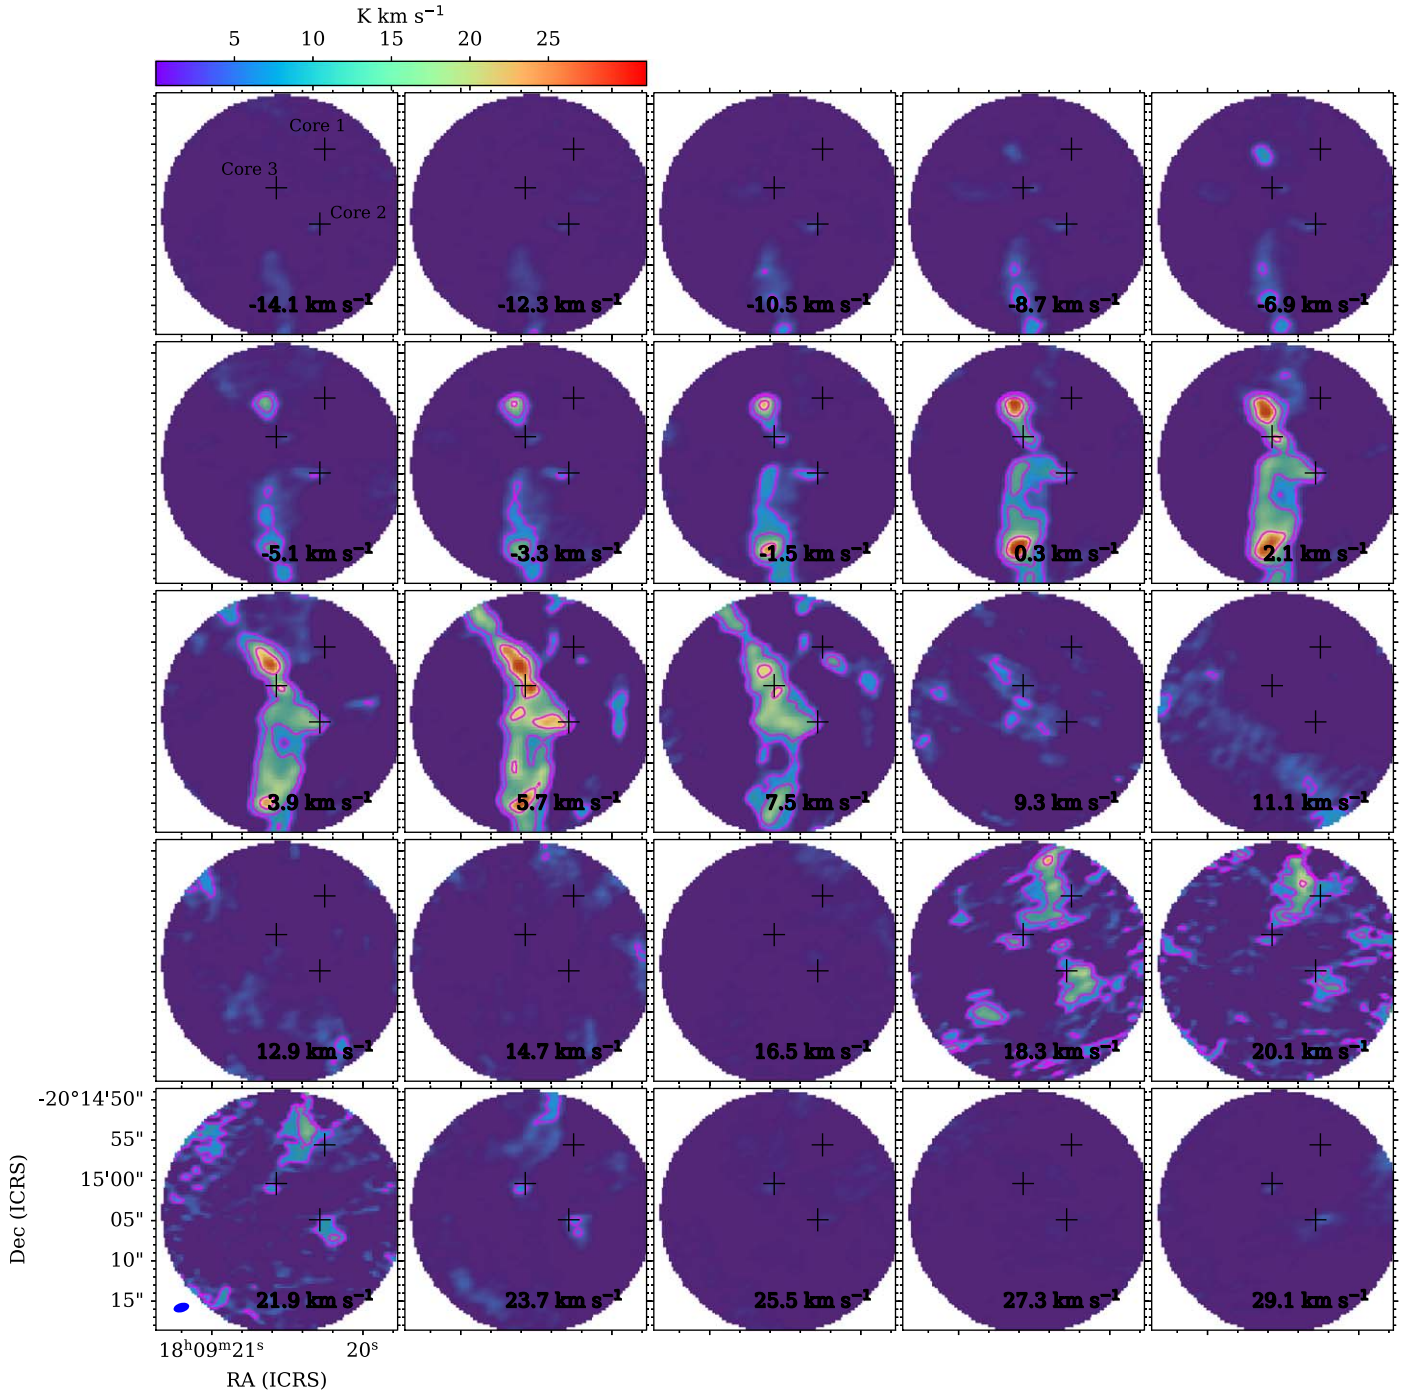 K km s⁻¹
5 10 15 20 25
Core 1
Core 3
Core 2
-14.1 km s⁻¹
-12.3 km s⁻¹
-10.5 km s⁻¹
-8.7 km s⁻¹
-6.9 km s⁻¹
-5.1 km s⁻¹
-3.3 km s⁻¹
-1.5 km s⁻¹
0.3 km s⁻¹
2.1 km s⁻¹
3.9 km s⁻¹
5.7 km s⁻¹
7.5 km s⁻¹
9.3 km s⁻¹
11.1 km s⁻¹
12.9 km s⁻¹
14.7 km s⁻¹
16.5 km s⁻¹
18.3 km s⁻¹
20.1 km s⁻¹
-20°14'50"
55"
15'00"
05"
10"
15"
Dec (ICRS)
21.9 km s⁻¹
23.7 km s⁻¹
25.5 km s⁻¹
27.3 km s⁻¹
29.1 km s⁻¹
18ʰ09ᵐ21ˢ 20ˢ
RA (ICRS)